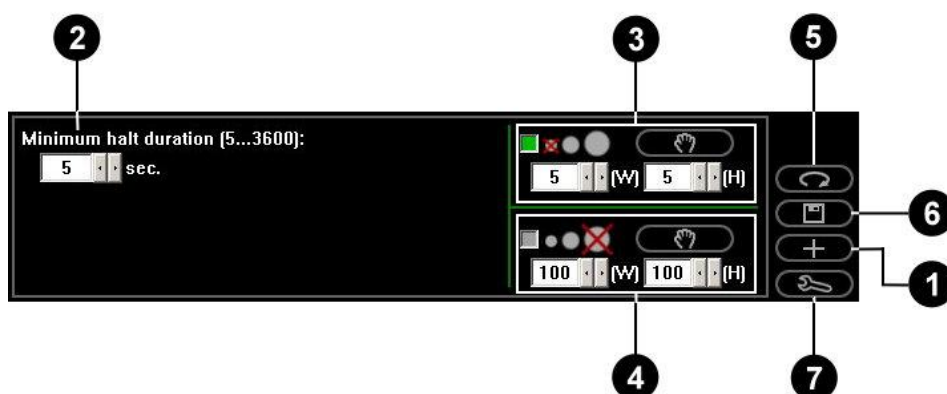 2
3
5
Minimum halt duration (5...3600):
5 sec.
5 (W) 5 (H)
6
100 (W) 100 (H)
1
4
7